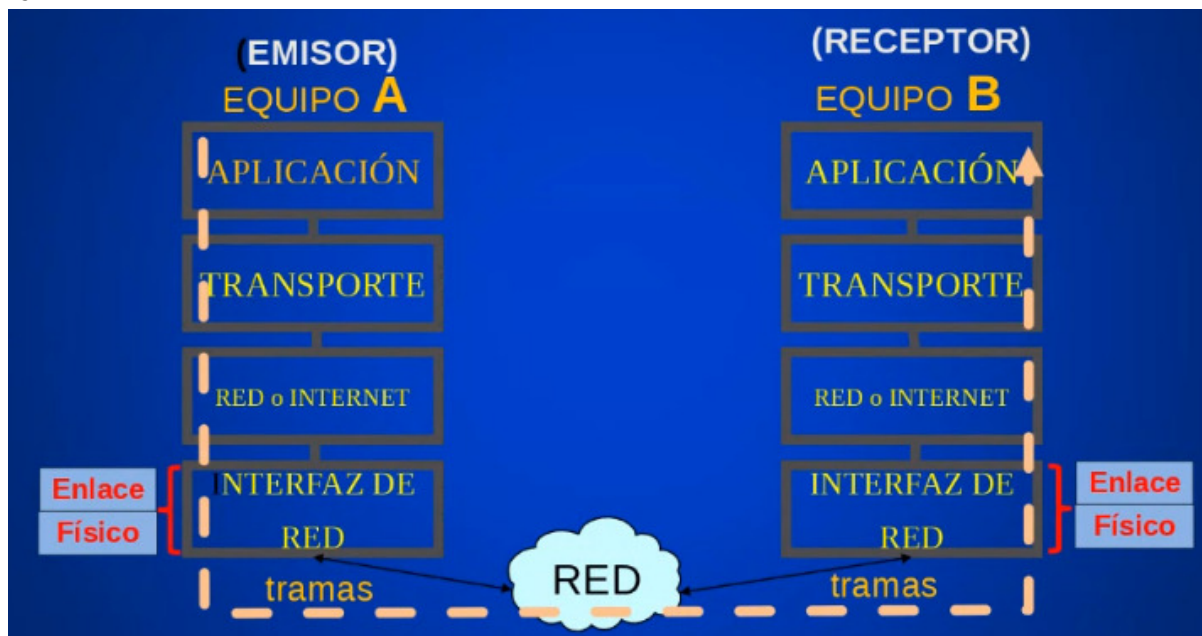 (EMISOR)
EQUIPO A
APLICACIÓN
TRANSPORTE
RED o INTERNET
INTERFAZ DE
RED
Enlace
Físico
tramas
RED
(RECEPTOR)
EQUIPO B
APLICACIÓN
TRANSPORTE
RED o INTERNET
INTERFAZ DE
RED
Enlace
Físico
tramas